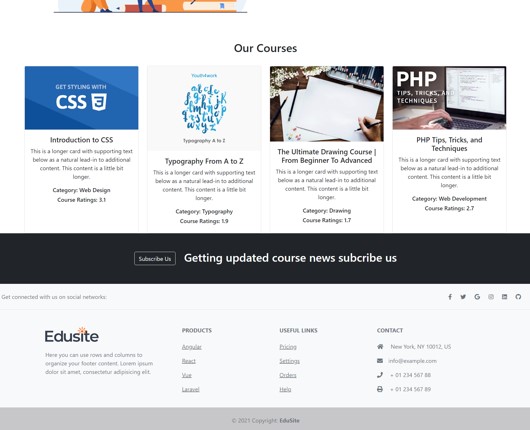 Our Courses
GET STYLING WITH
CSS
Introduction to CSS
This is a longer card with supporting text
below as a natural lead-in to additional
content. This content is a little bit
longer.
Category: Web Design
Course Ratings: 3.1
Youth4work
Typography A to Z
Typography From A to Z
This is a longer card with supporting text
below as a natural lead-in to additional
content. This content is a little bit
longer.
Category: Typography
Course Ratings: 1.9
The Ultimate Drawing Course |
From Beginner To Advanced
This is a longer card with supporting text
below as a natural lead-in to additional
content. This content is a little bit
longer.
Category: Drawing
Course Ratings: 1.7
PHP
TIPS, TRICKS, AND
TECHNIQUES
PHP Tips, Tricks, and
Techniques
This is a longer card with supporting text
below as a natural lead-in to additional
content. This content is a little bit
longer.
Category: Web Development
Course Ratings: 2.7
Subscribe Us
Getting updated course news subcribe us
Get connected with us on social networks:
Edusite
Here you can use rows and columns to
organize your footer content. Lorem ipsum
dolor sit amet, consectetur adipisicing elit.
PRODUCTS
Angular
React
Vue
Laravel
USEFUL LINKS
Pricing
Settings
Orders
Help
CONTACT
New York, NY 10012, US
info@example.com
+ 01 234 567 88
+ 01 234 567 89
© 2021 Copyright: EduSite